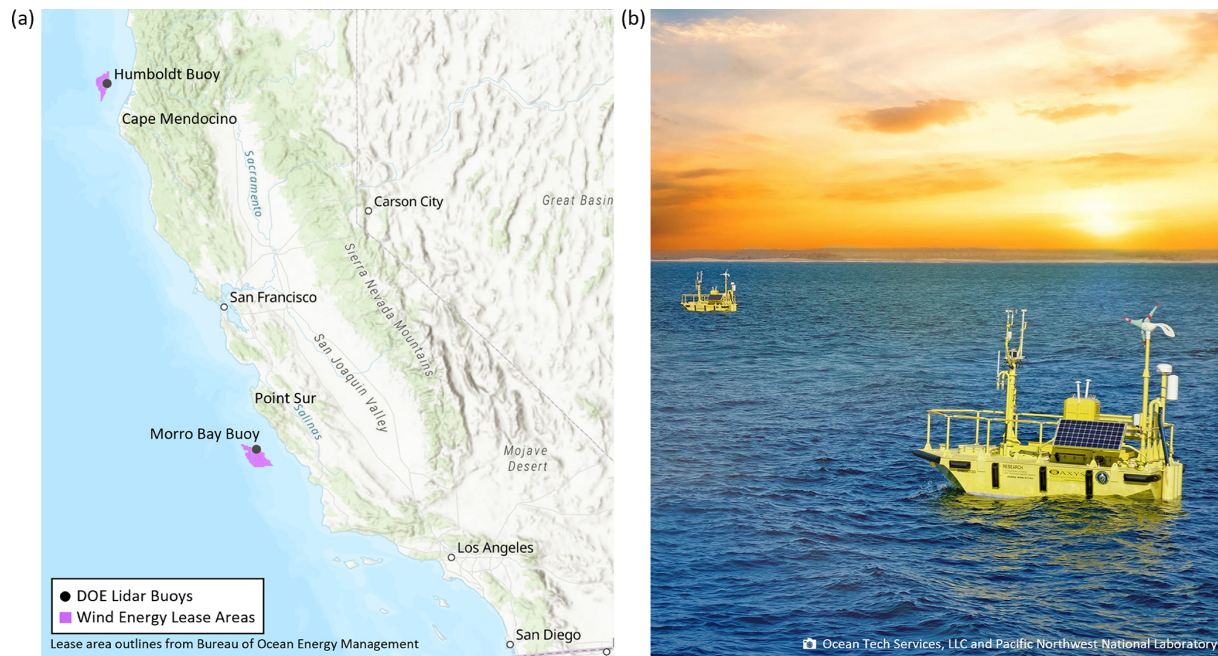 (a)
Humboldt Buoy
Cape Mendocino
Sacramento
Carson City
Great Basin
Sierra Nevada Mountains
San Francisco
San Joaquin Valley
Point Sur
Salinas
Morro Bay Buoy
Mojave
Desert
Los Angeles
DOE Lidar Buoys
Wind Energy Lease Areas
Lease area outlines from Bureau of Ocean Energy Management
San Diego
(b)
RESEARCH
AXYS
Ocean Tech Services, LLC and Pacific Northwest National Laboratory